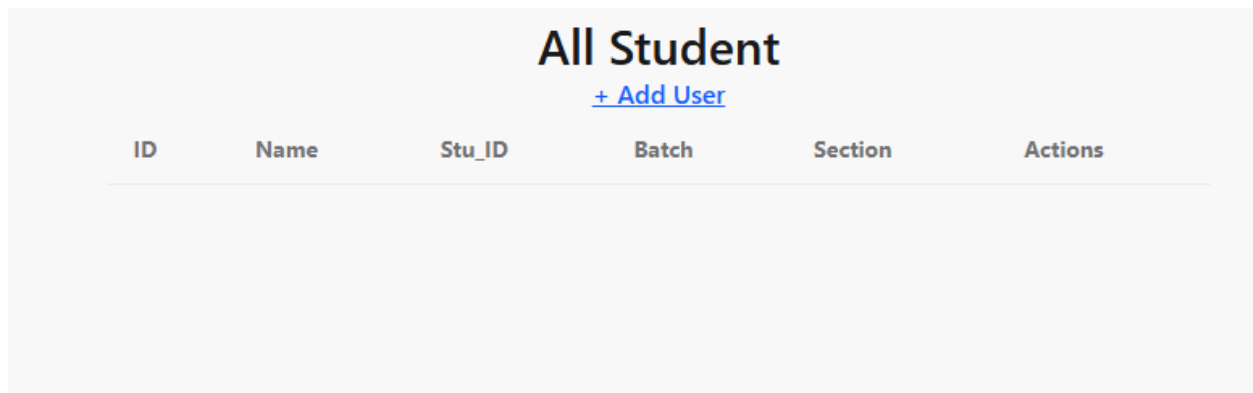 All Student
+ Add User
ID Name Stu_ID Batch Section Actions